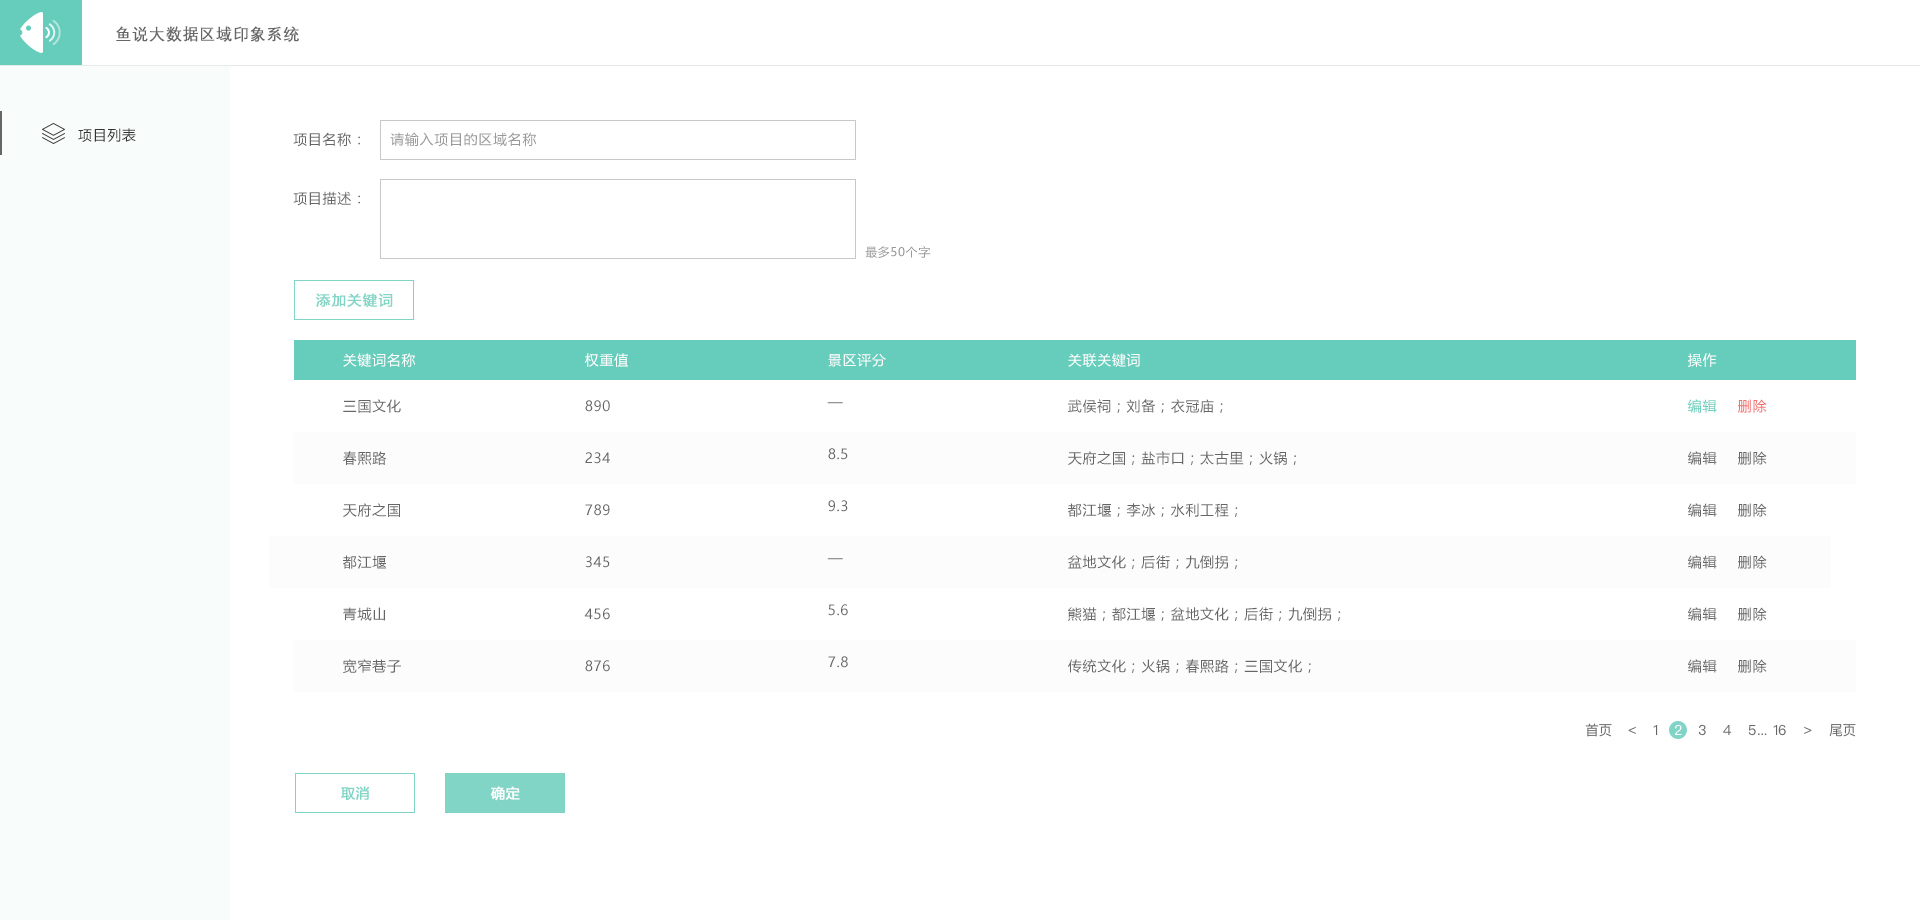 鱼说大数据区域印象系统
项目列表
项目名称： 请输入项目的区域名称
项目描述：
最多50个字
添加关键词
关键词名称 权重值 景区评分 关联关键词 操作
三国文化 890 — 武侯祠；刘备；衣冠庙； 编辑 删除
春熙路 234 8.5 天府之国；盐市口；太古里；火锅； 编辑 删除
天府之国 789 9.3 都江堰；李冰；水利工程； 编辑 删除
都江堰 345 — 盆地文化；后街；九倒拐； 编辑 删除
青城山 456 5.6 熊猫；都江堰；盆地文化；后街；九倒拐； 编辑 删除
宽窄巷子 876 7.8 传统文化；火锅；春熙路；三国文化； 编辑 删除
首页 < 1 2 3 4 5... 16 > 尾页
取消 确定